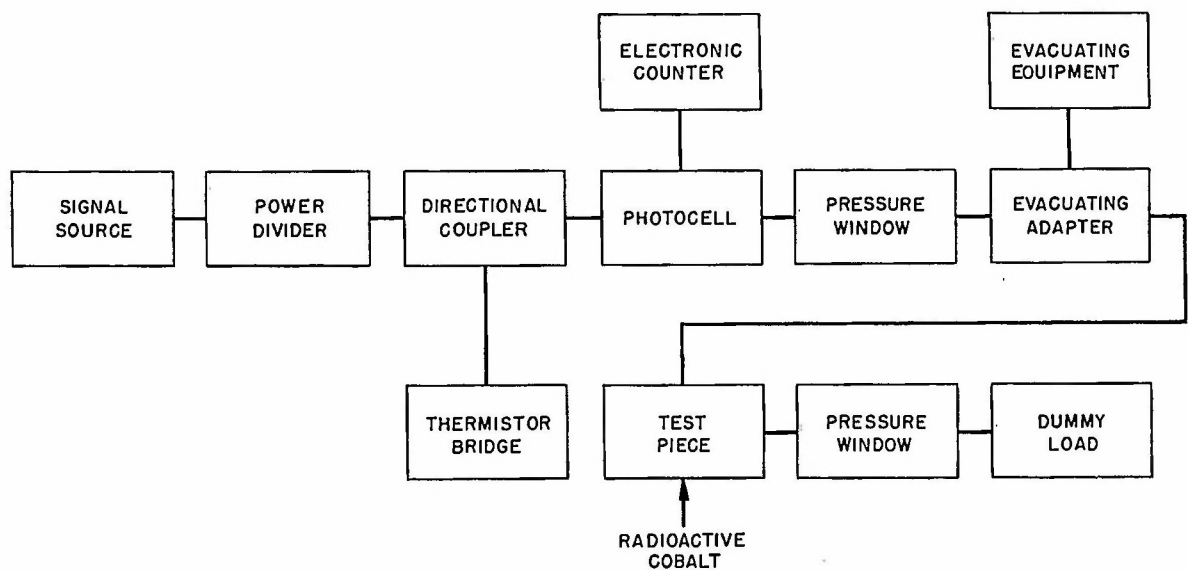 ELECTRONIC
COUNTER
EVACUATING
EQUIPMENT
SIGNAL
SOURCE
POWER
DIVIDER
DIRECTIONAL
COUPLER
PHOTOCELL
PRESSURE
WINDOW
EVACUATING
ADAPTER
THERMISTOR
BRIDGE
TEST
PIECE
PRESSURE
WINDOW
DUMMY
LOAD
RADIOACTIVE
COBALT